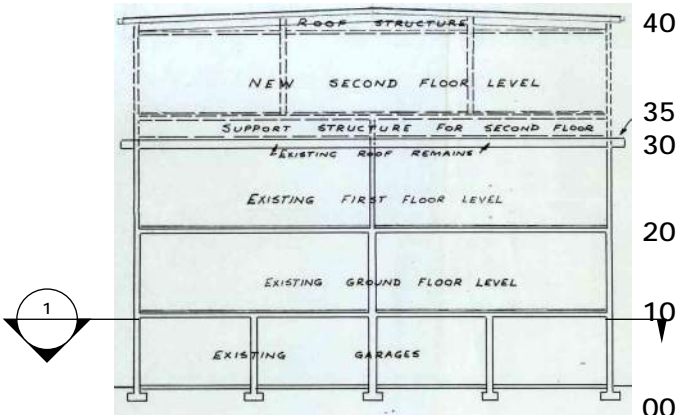 ROOF STRUCTURE 40
NEW SECOND FLOOR LEVEL
35
SUPPORT STRUCTURE FOR SECOND FLOOR
30
EXISTING ROOF REMAINS
EXISTING FIRST FLOOR LEVEL
20
EXISTING GROUND FLOOR LEVEL
1 10
EXISTING GARAGES
00